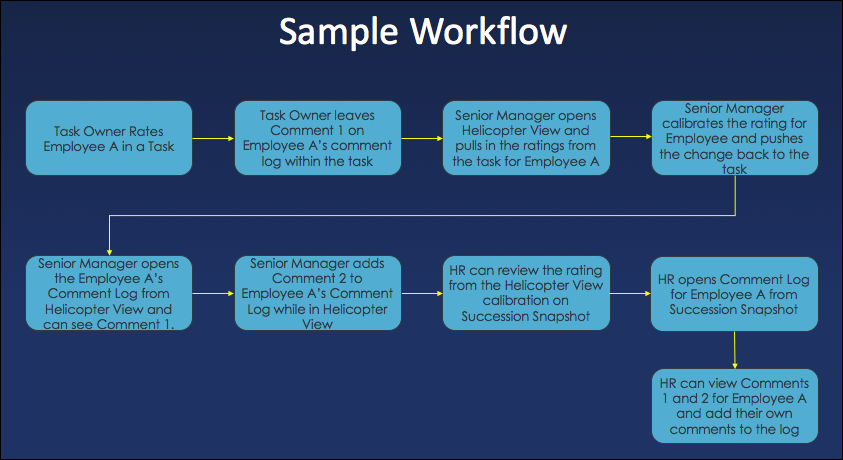 Sample Workflow
Task Owner Rates
Employee A in a Task
Task Owner leaves
Comment 1 on
Employee A's comment
log within the task
Senior Manager opens
Helicopter View and
pulls in the ratings from
the task for Employee A
Senior Manager
calibrates the rating for
Employee and pushes
the change back to the
task
Senior Manager opens
the Employee A's
Comment Log from
Helicopter View and
can see Comment 1.
Senior Manager adds
Comment 2 to
Employee A's Comment
Log while in Helicopter
View
HR can review the rating
from the Helicopter View
calibration on
Succession Snapshot
HR opens Comment Log
for Employee A from
Succession Snapshot
HR can view Comments
1 and 2 for Employee A
and add their own
comments to the log